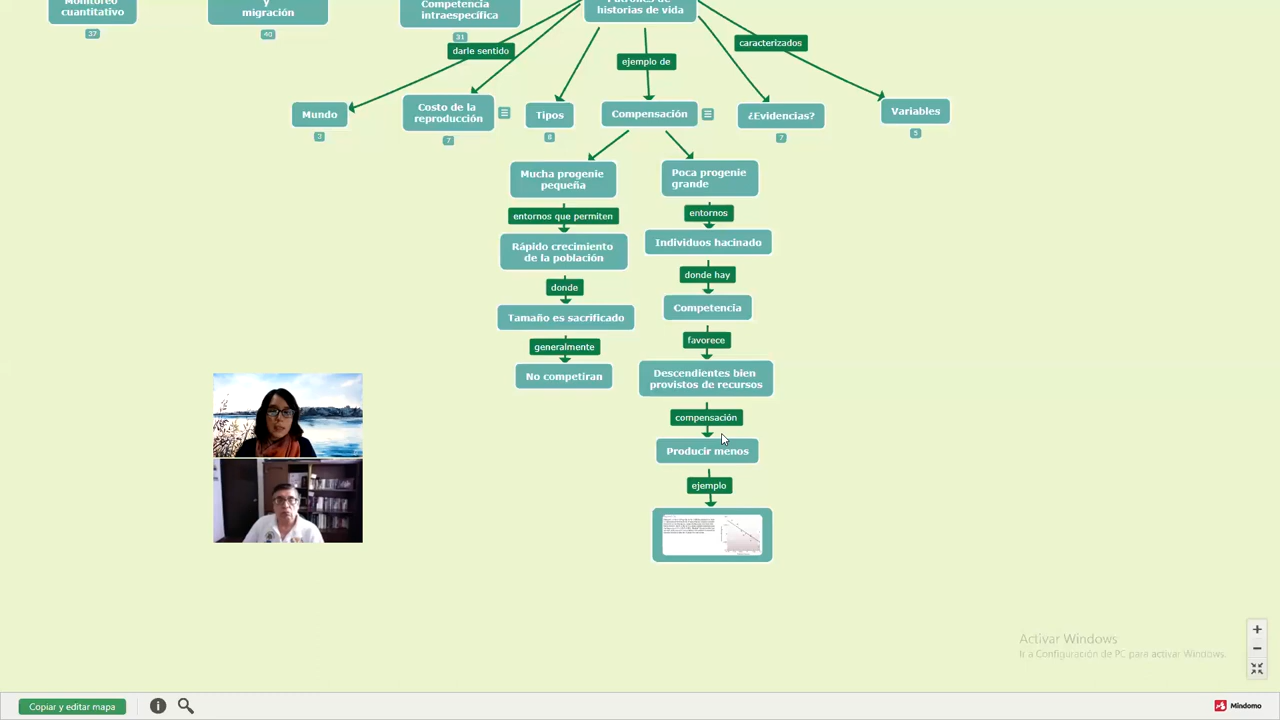 Monitoreo
cuantitativo
37
y
migración
40
Competencia
intraespecífica
31
Patrones de
historias de vida
darle sentido
ejemplo de
caracterizados
Mundo
3
Costo de la
reproducción
7
Tipos
8
Compensación
¿Evidencias?
7
Variables
5
Mucha progenie
pequeña
entornos que permiten
Rápido crecimiento
de la población
donde
Tamaño es sacrificado
generalmente
No competiran
Poca progenie
grande
entornos
Individuos hacinado
donde hay
Competencia
favorece
Descendientes bien
provistos de recursos
compensación
Producir menos
ejemplo
Activar Windows
Ir a Configuración de PC para activar Windows.
Copiar y editar mapa
Mindomo